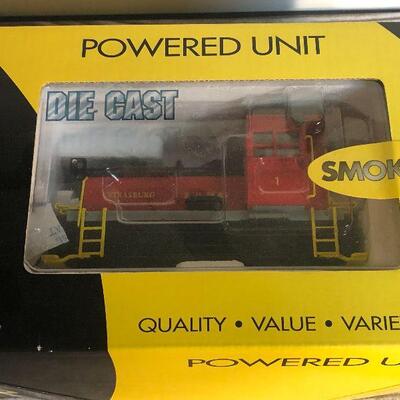 POWERED UNIT
DIE CAST
SMOK
STRASBURG
1
QUALITY • VALUE • VARIE
POWERED U